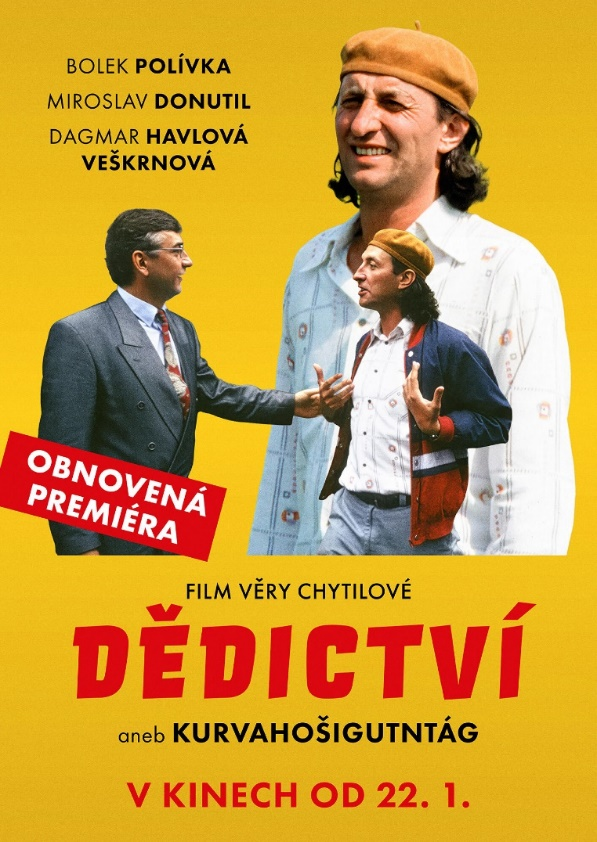 BOLEK POLÍVKA
MIROSLAV DONUTIL
DAGMAR HAVLOVÁ
VEŠKRNOVÁ
OBNOVENÁ
PREMIÉRA
FILM VĚRY CHYTILOVÉ
DĚDICTVÍ
aneb KURVAHOŠIGUTNTÁG
V KINECH OD 22. 1.